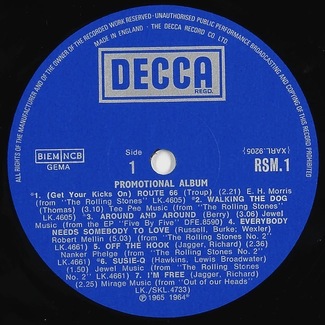 ALL RIGHTS OF THE MANUFACTURER AND OF THE OWNER OF THE RECORDED WORK RESERVED · UNAUTHORISED PUBLIC PERFORMANCE BROADCASTING AND COPYING OF THIS RECORD PROHIBITED
MADE IN ENGLAND · THE DECCA RECORD CO LTD
DECCA
REGD.
BIEM NCB
GEMA
Side
1
(XARL.9205)
RSM.1
PROMOTIONAL ALBUM
*1. (Get Your Kicks On) ROUTE 66 (Troup) (2.21) E. H. Morris
(from "The Rolling Stones" LK.4605) *2. WALKING THE DOG
(Thomas) (3.10) Tee Pee Music (from "The Rolling Stones"
LK.4605) *3. AROUND AND AROUND (Berry) (3.06) Jewel
Music (from the EP "Five by Five" DFE.8590) *4. EVERYBODY
NEEDS SOMEBODY TO LOVE (Russell, Burke; Wexler)
Robert Mellin (5.04) (from "The Rolling Stones No. 2"
LK.4661) *5. OFF THE HOOK (Jagger, Richard) (2.36)
Nanker Phelge (from "The Rolling Stones No. 2"
LK.4661) *6. SUSIE-Q (Hawkins, Lewis Broadwater)
(1.50) Jewel Music (from "The Rolling Stones
No. 2" LK.4661) *7. I'M FREE (Jagger, Richard)
(2.25) Mirage Music (from "Out of our Heads"
LK./SKL.4733)
℗ 1965 1964*